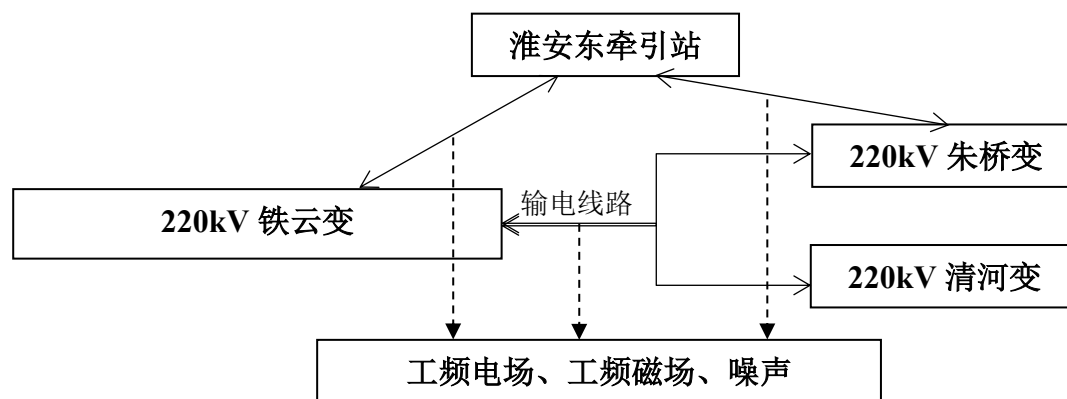 淮安东牵引站
220kV 朱桥变
220kV 铁云变
输电线路
220kV 清河变
工频电场、工频磁场、噪声